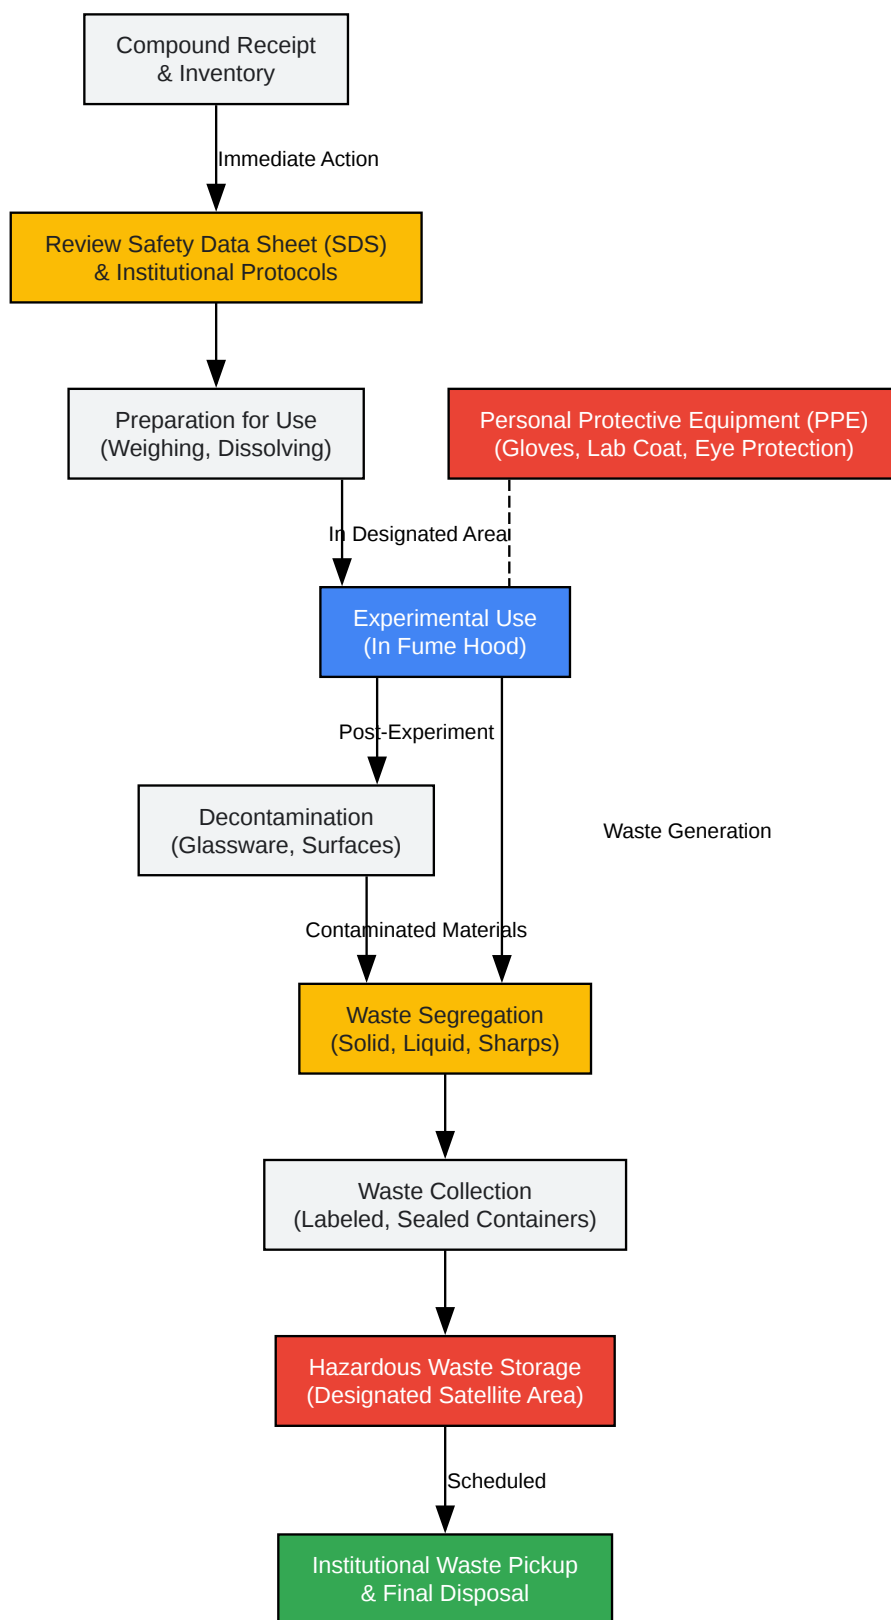 Compound Receipt
& Inventory
Immediate Action
Review Safety Data Sheet (SDS)
& Institutional Protocols
Preparation for Use
(Weighing, Dissolving)
Personal Protective Equipment (PPE)
(Gloves, Lab Coat, Eye Protection)
In Designated Area
Experimental Use
(In Fume Hood)
Post-Experiment
Decontamination
(Glassware, Surfaces)
Waste Generation
Contaminated Materials
Waste Segregation
(Solid, Liquid, Sharps)
Waste Collection
(Labeled, Sealed Containers)
Hazardous Waste Storage
(Designated Satellite Area)
Scheduled
Institutional Waste Pickup
& Final Disposal